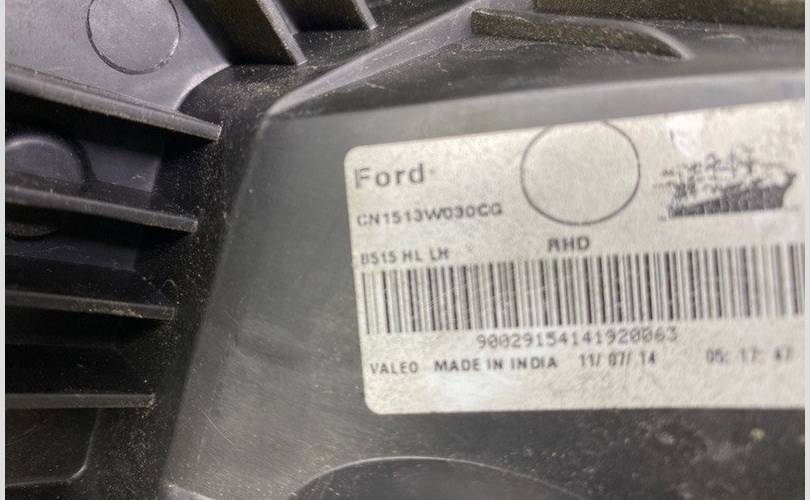 Ford
CN1513W030CG
B515 HL LH
RHD
90029154141920063
VALEO MADE IN INDIA 11/07/14 05:17:47